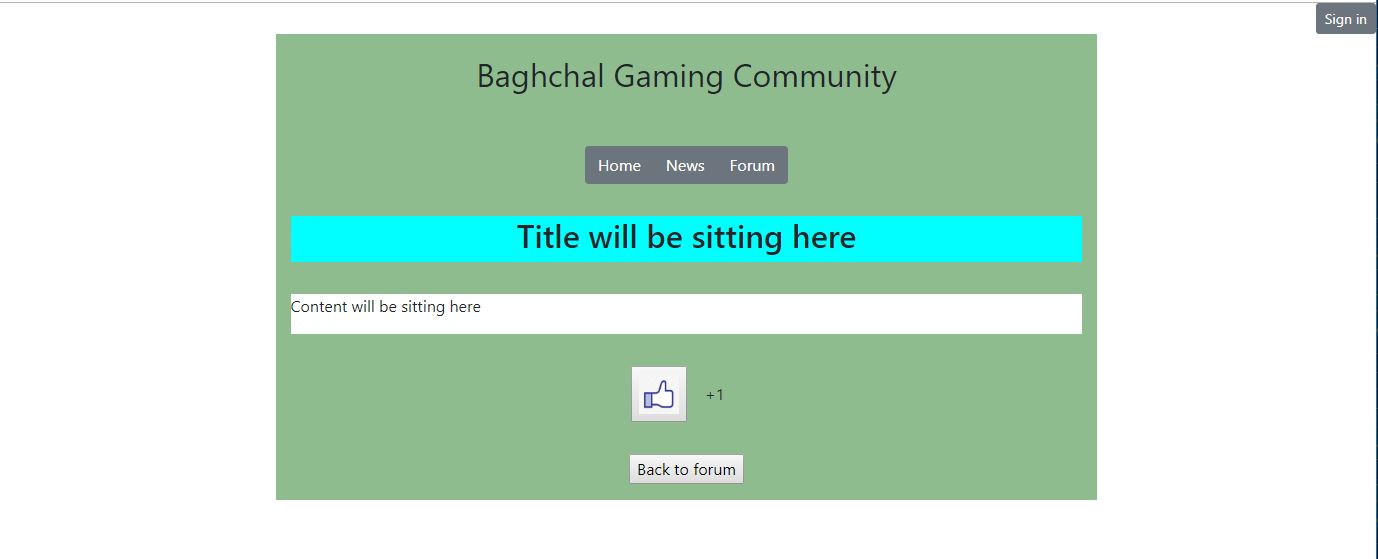 Sign in
Baghchal Gaming Community
Home News Forum
Title will be sitting here
Content will be sitting here
+1
Back to forum